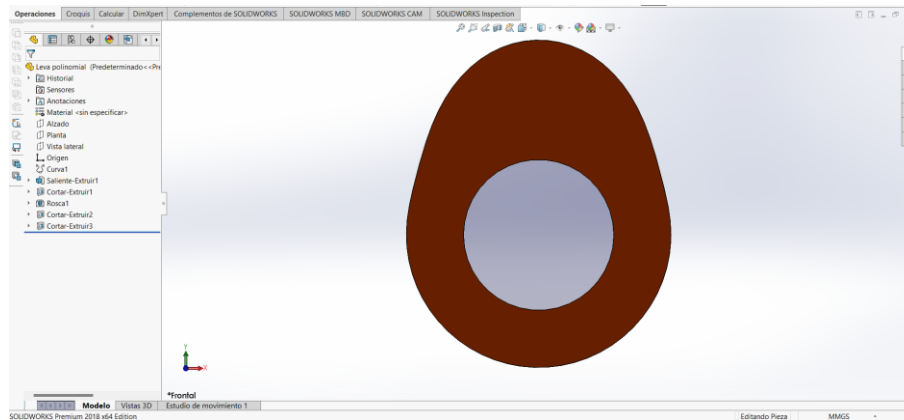 Operaciones Croquis Calcular DimXpert Complementos de SOLIDWORKS SOLIDWORKS MBD SOLIDWORKS CAM SOLIDWORKS Inspection
Leva polinomial (Predeterminado<<Pre
Historial
Sensores
Anotaciones
Material <sin especificar>
Alzado
Planta
Vista lateral
Origen
Curva1
Saliente-Extruir1
Cortar-Extruir1
Rosca1
Cortar-Extruir2
Cortar-Extruir3
Y
X
*Frontal
Modelo Vistas 3D Estudio de movimiento 1
SOLIDWORKS Premium 2018 x64 Edition Editando Pieza MMGS -